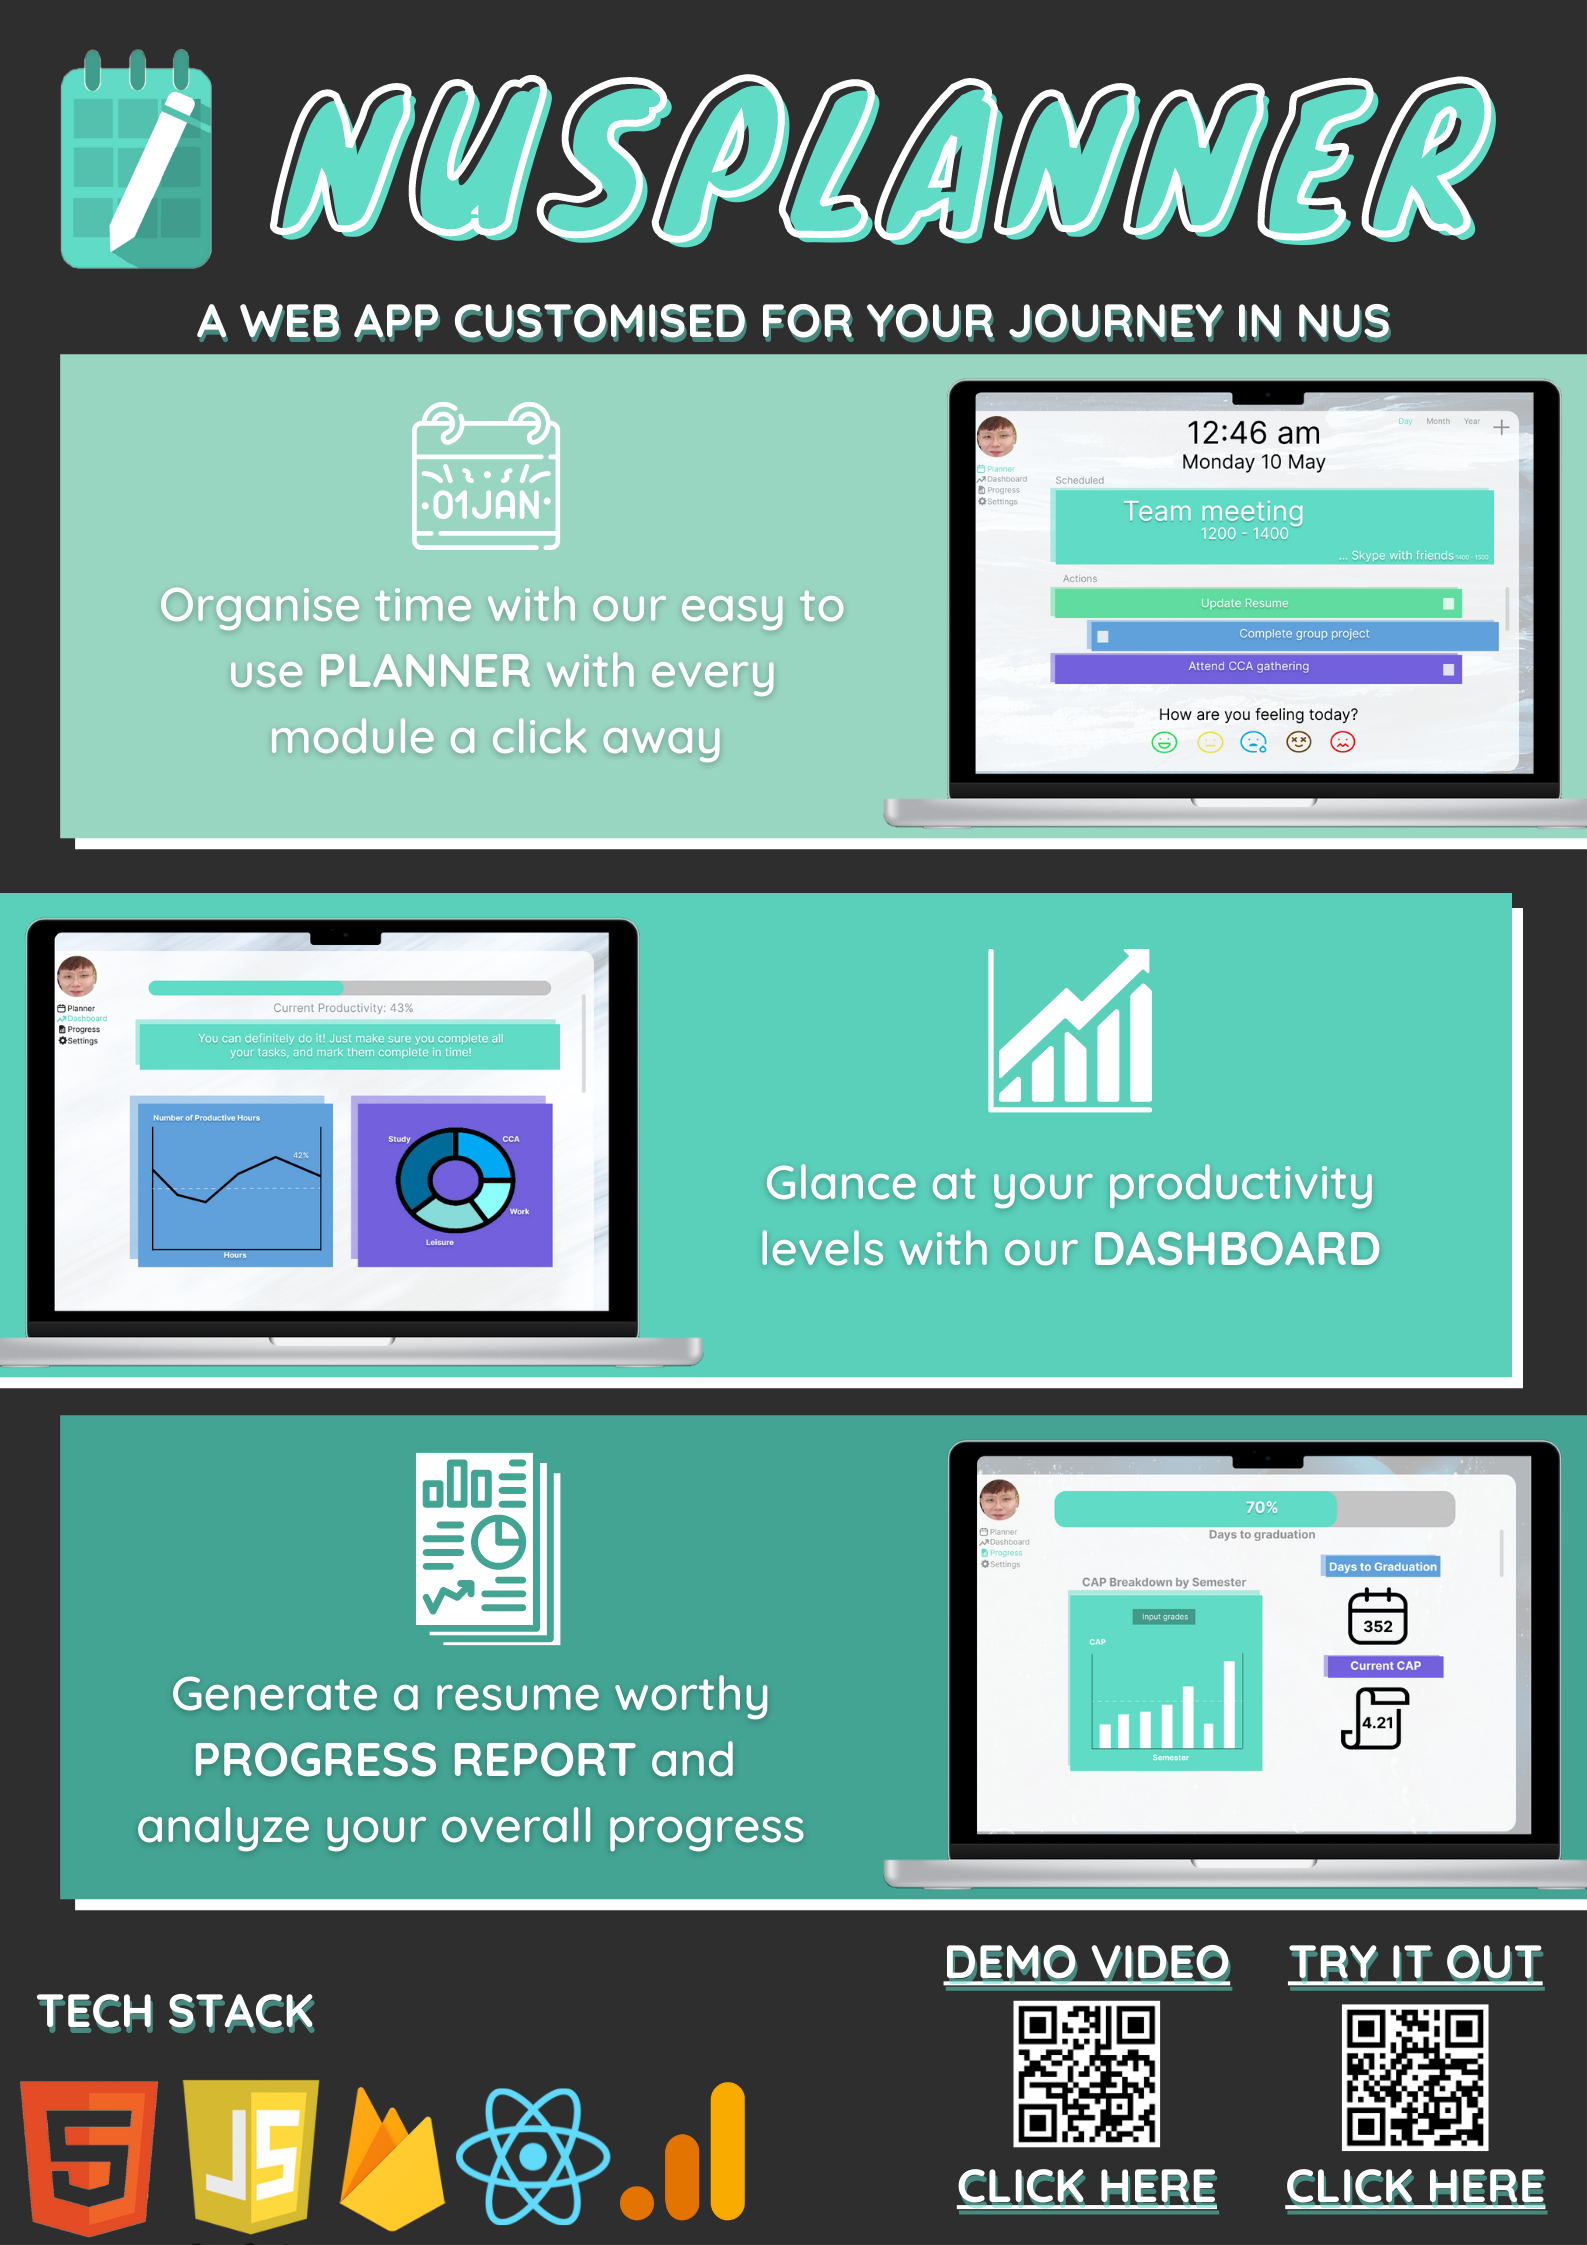 NUSPLANNER
A WEB APP CUSTOMISED FOR YOUR JOURNEY IN NUS
01JAN
Organise time with our easy to
use PLANNER with every
module a click away
12:46 am
Monday 10 May
Day Month Year
Planner
Dashboard
Progress
Settings
Scheduled
Team meeting
1200 - 1400
... Skype with friends 1400 - 1500
Actions
Update Resume
Complete group project
Attend CCA gathering
How are you feeling today?
Planner
Dashboard
Progress
Settings
Current Productivity: 43%
You can definitely do it! Just make sure you complete all
your tasks, and mark them complete in time!
Number of Productive Hours
42%
Hours
Study
CCA
Work
Leisure
Glance at your productivity
levels with our DASHBOARD
Generate a resume worthy
PROGRESS REPORT and
analyze your overall progress
Planner
Dashboard
Progress
Settings
70%
Days to graduation
CAP Breakdown by Semester
Input grades
CAP
Semester
Days to Graduation
352
Current CAP
4.21
TECH STACK
5
JS
DEMO VIDEO
CLICK HERE
TRY IT OUT
CLICK HERE